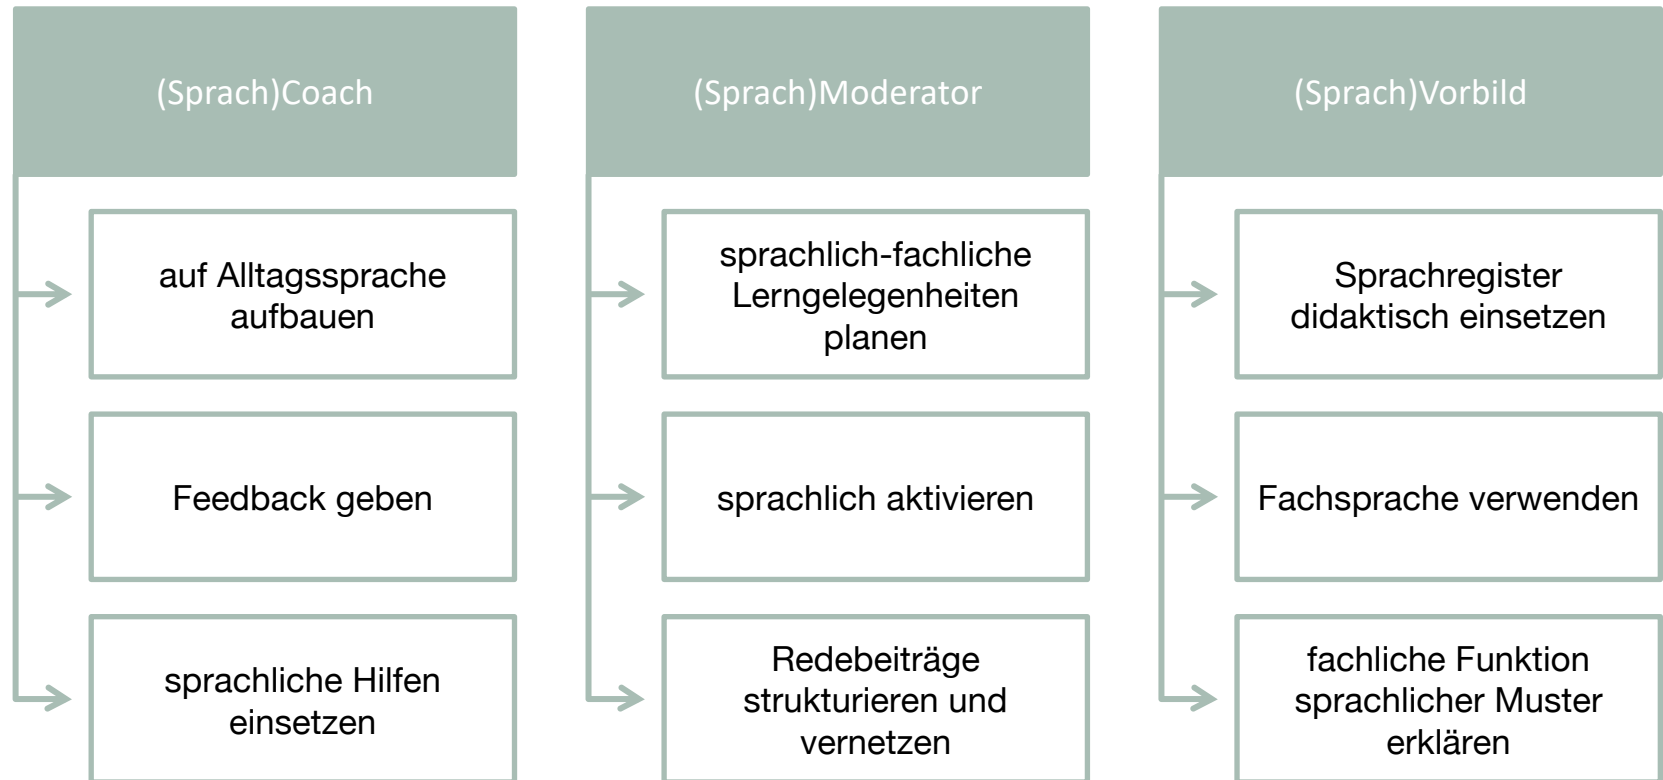 (Sprach)Coach
auf Alltagssprache
aufbauen
Feedback geben
sprachliche Hilfen
einsetzen
(Sprach)Moderator
sprachlich-fachliche
Lerngelegenheiten
planen
sprachlich aktivieren
Redebeiträge
strukturieren und
vernetzen
(Sprach)Vorbild
Sprachregister
didaktisch einsetzen
Fachsprache verwenden
fachliche Funktion
sprachlicher Muster
erklären